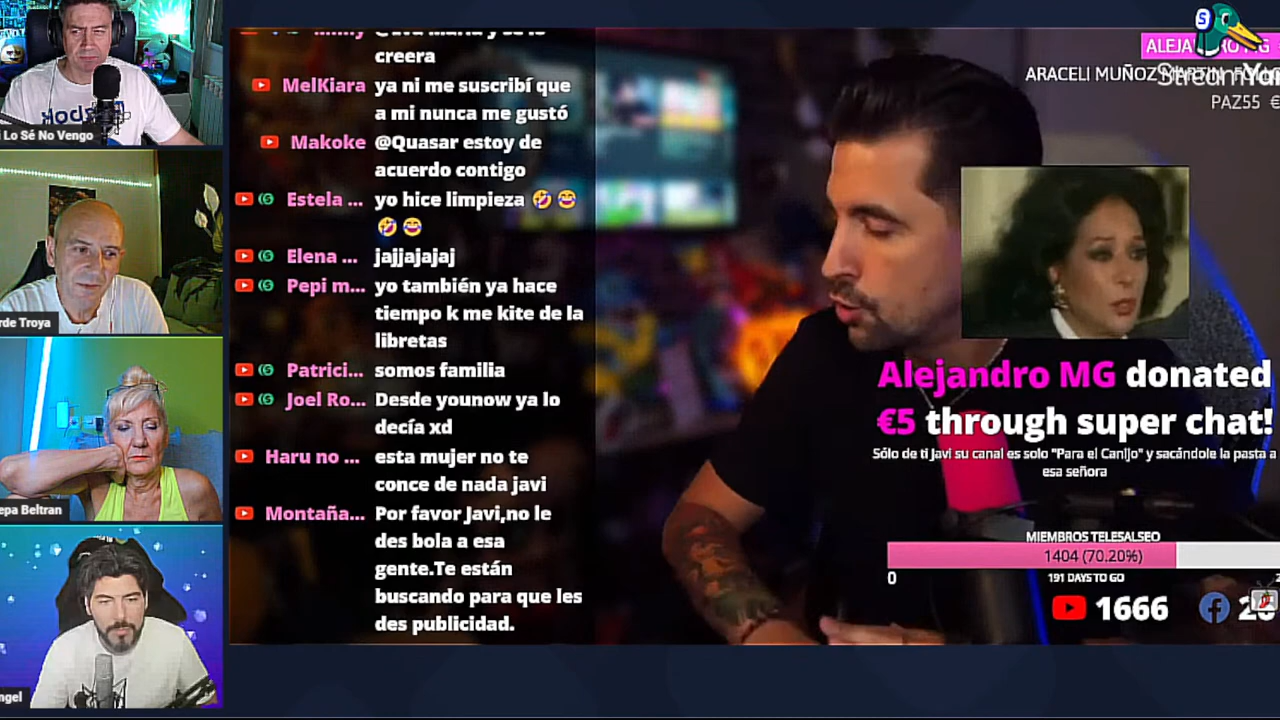 i Lo Sé No Vengo
rde Troya
epa Beltran
ngel
creera
MelKiara ya ni me suscribí que
a mi nunca me gustó
Makoke @Quasar estoy de
acuerdo contigo
Estela ... yo hice limpieza 🤣 😂
🤣 😂
Elena ... jajjajajaj
Pepi m... yo también ya hace
tiempo k me kite de la
libretas
Patrici... somos familia
Joel Ro... Desde younow ya lo
decía xd
Haru no ... esta mujer no te
conce de nada javi
Montaña... Por favor Javi,no le
des bola a esa
gente.Te están
buscando para que les
des publicidad.
S
ARACELI MUÑOZ
PAZ55 €
Alejandro MG donated
€5 through super chat!
Sólo de ti Javi su canal es solo "Para el Canijo" y sacándole la pasta a
esa señora
MIEMBROS TELESALSEO
1404 (70.20%)
0
191 DAYS TO GO
1666